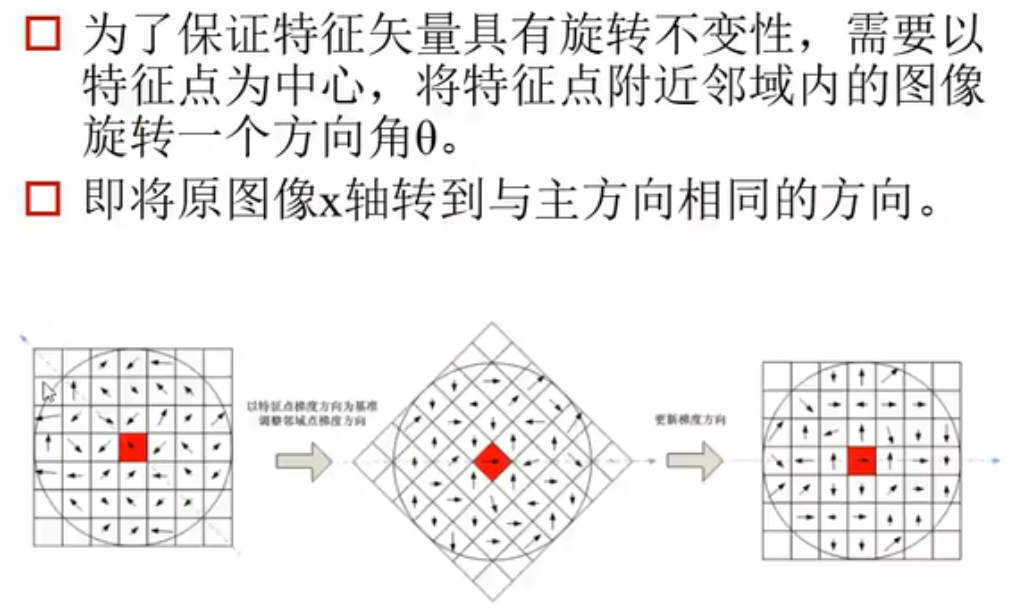 为了保证特征矢量具有旋转不变性，需要以
特征点为中心，将特征点附近邻域内的图像
旋转一个方向角θ。
即将原图像x轴转到与主方向相同的方向。
以特征点梯度方向为基准
调整邻域点梯度方向
更新梯度方向